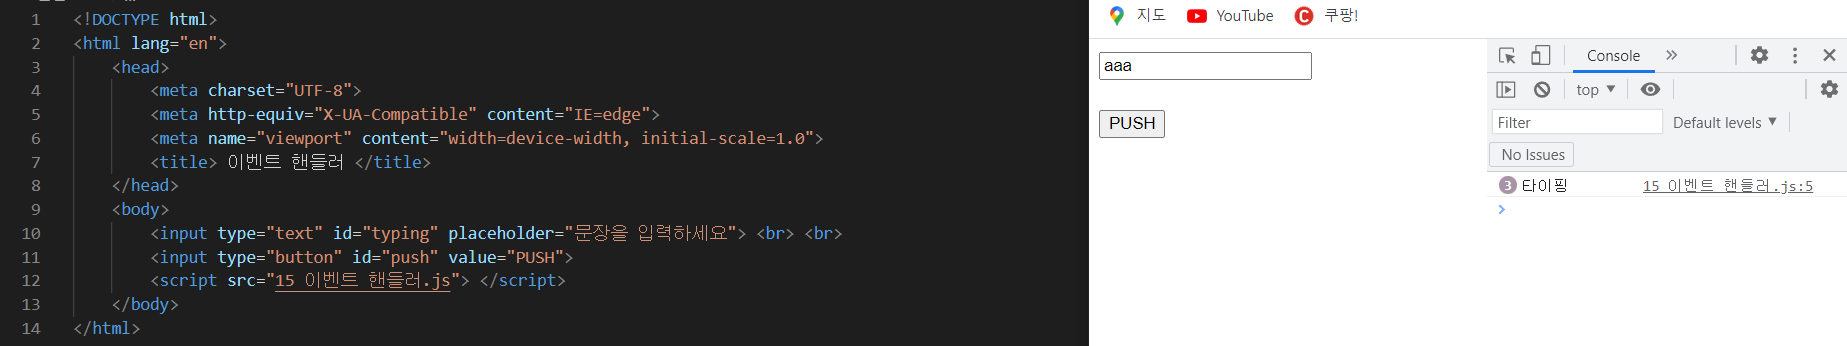 1 <!DOCTYPE html>
2 <html lang="en">
3 <head>
4 <meta charset="UTF-8">
5 <meta http-equiv="X-UA-Compatible" content="IE=edge">
6 <meta name="viewport" content="width=device-width, initial-scale=1.0">
7 <title> 이벤트 핸들러 </title>
8 </head>
9 <body>
10 <input type="text" id="typing" placeholder="문장을 입력하세요"> <br> <br>
11 <input type="button" id="push" value="PUSH">
12 <script src="15 이벤트 핸들러.js"> </script>
13 </body>
14 </html>
지도 YouTube 쿠팡!
aaa
PUSH
Console
top
Filter Default levels
No Issues
3 타이핑 15 이벤트 핸들러.js:5